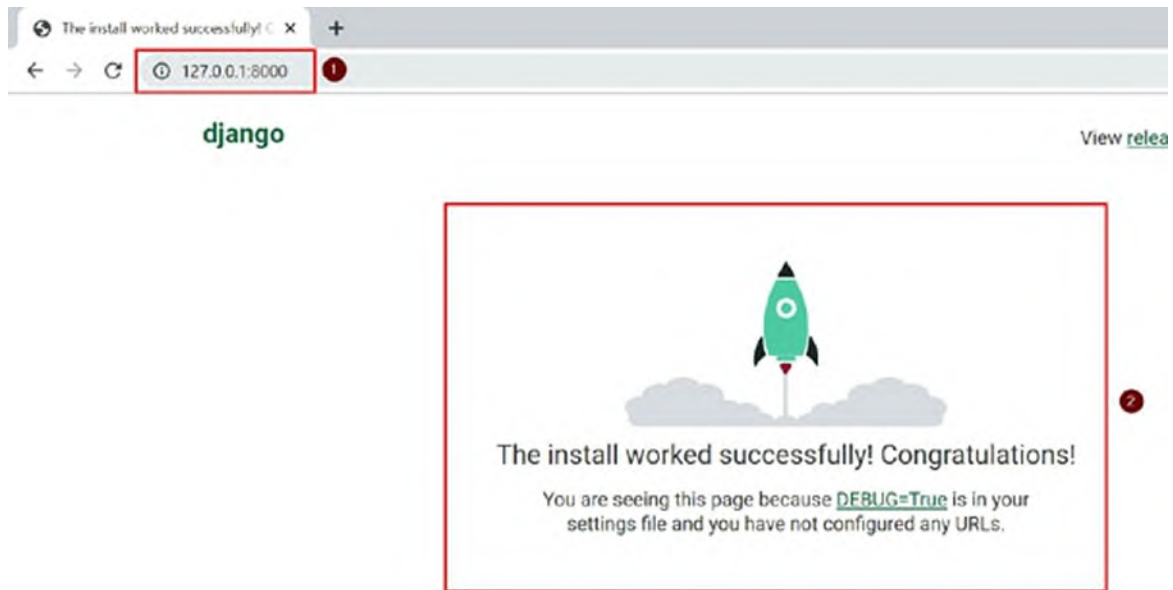 The install worked successfully! C
127.0.0.1:8000
1
django
View relea
2
The install worked successfully! Congratulations!
You are seeing this page because DEBUG=True is in your
settings file and you have not configured any URLs.